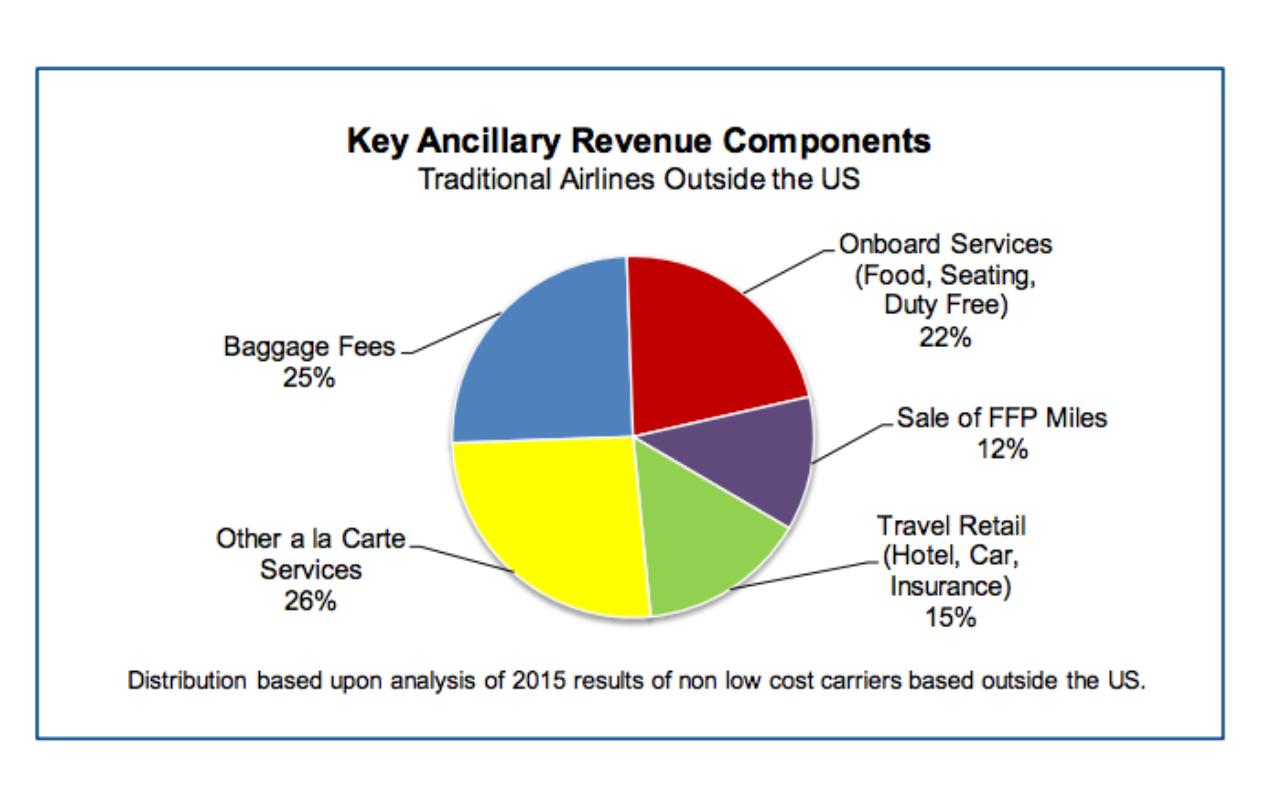 Key Ancillary Revenue Components
Traditional Airlines Outside the US
Onboard Services
(Food, Seating,
Duty Free)
22%
Baggage Fees
25%
Sale of FFP Miles
12%
Travel Retail
(Hotel, Car,
Insurance)
15%
Other a la Carte
Services
26%
Distribution based upon analysis of 2015 results of non low cost carriers based outside the US.